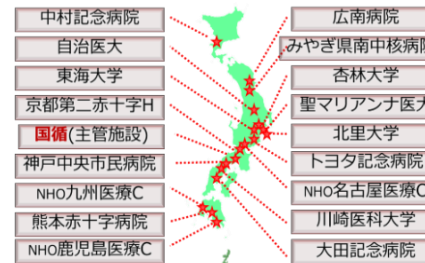 中村記念病院
自治医大
東海大学
京都第二赤十字H
国循(主管施設)
神戸中央市民病院
NHO九州医療C
熊本赤十字病院
NHO鹿児島医療C
広南病院
みやぎ県南中核病院
杏林大学
聖マリアンナ医大
北里大学
トヨタ記念病院
NHO名古屋医療C
川崎医科大学
大田記念病院